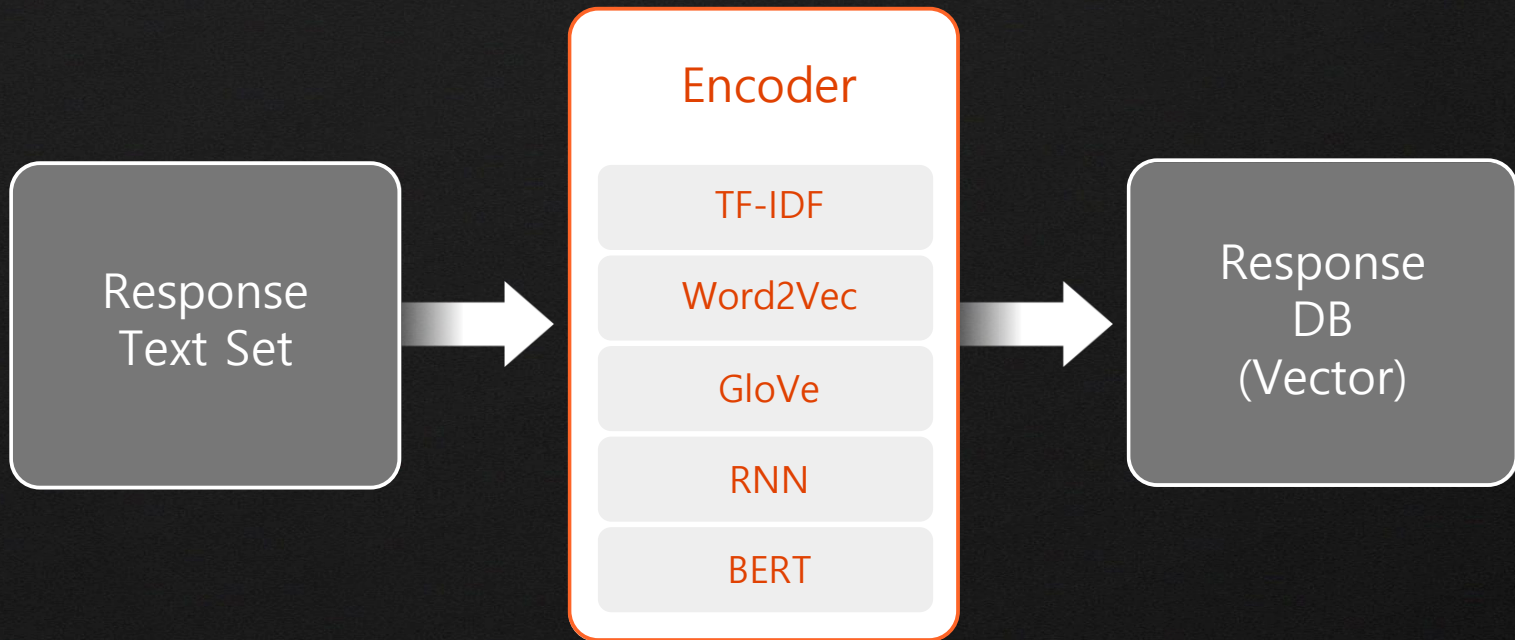 Response
Text Set
Encoder
TF-IDF
Word2Vec
GloVe
RNN
BERT
Response
DB
(Vector)